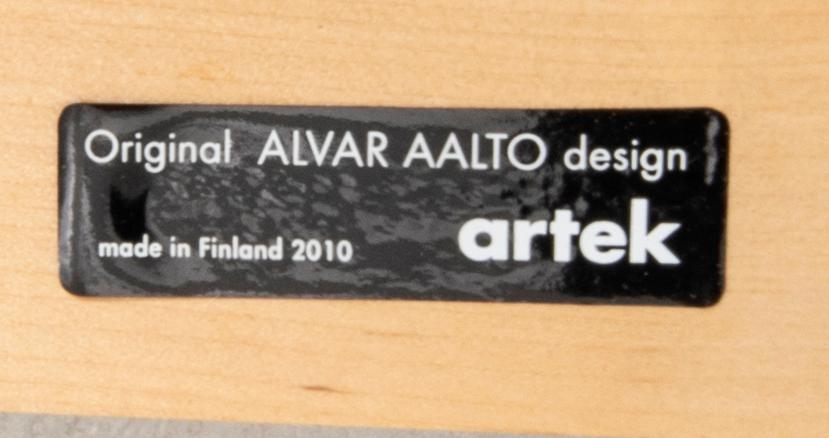 Original ALVAR AALTO design
artek
made in Finland 2010